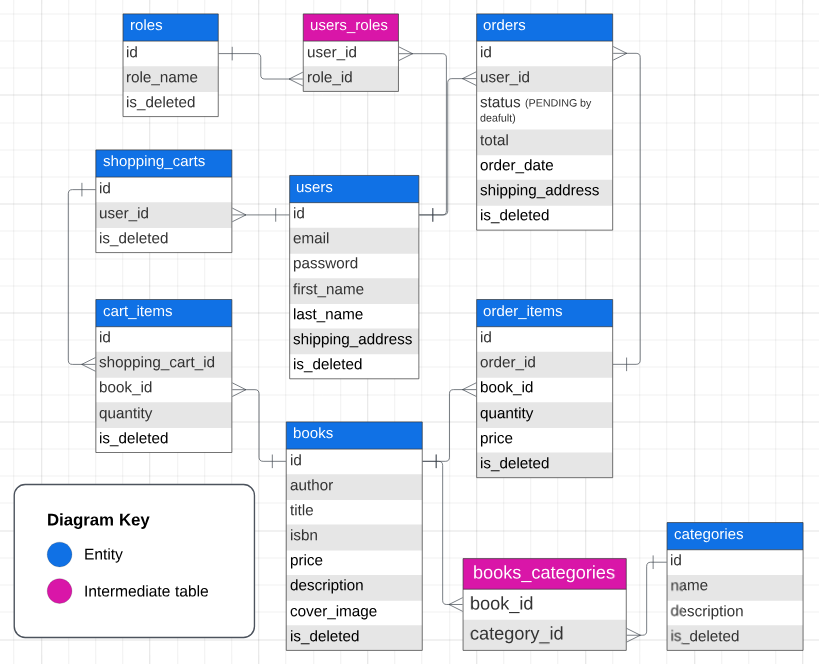 roles
id
role_name
is_deleted
users_roles
user_id
role_id
orders
id
user_id
status (PENDING by
deafult)
total
order_date
shipping_address
is_deleted
shopping_carts
id
user_id
is_deleted
users
id
email
password
first_name
last_name
shipping_address
is_deleted
cart_items
id
shopping_cart_id
book_id
quantity
is_deleted
order_items
id
order_id
book_id
quantity
price
is_deleted
books
id
author
title
isbn
price
description
cover_image
is_deleted
Diagram Key
Entity
Intermediate table
books_categories
book_id
category_id
categories
id
name
description
is_deleted